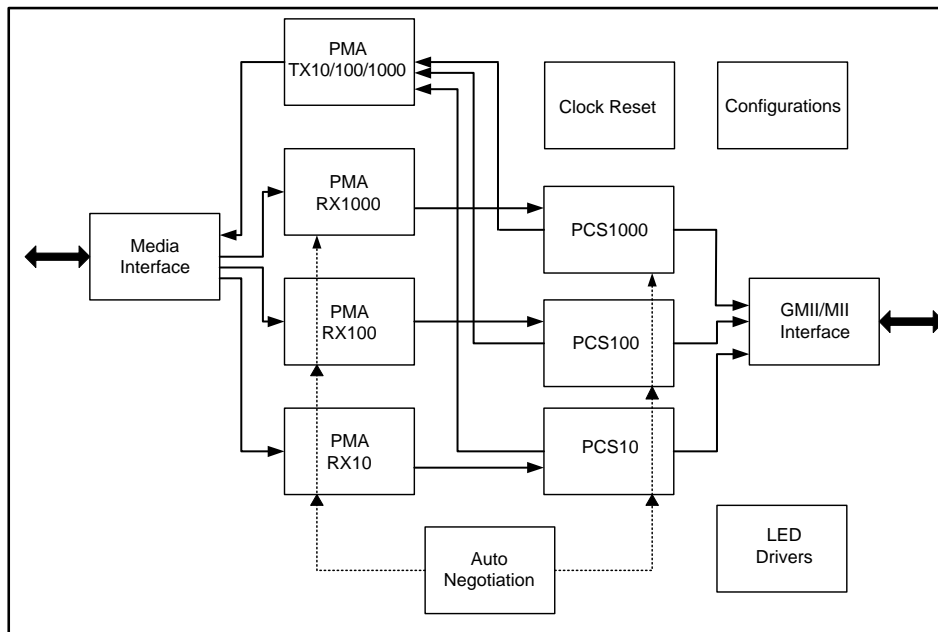 PMA
TX10/100/1000
Clock Reset
Configurations
PMA
RX1000
PCS1000
Media
Interface
PMA
RX100
PCS100
GMII/MII
Interface
PMA
RX10
PCS10
Auto
Negotiation
LED
Drivers